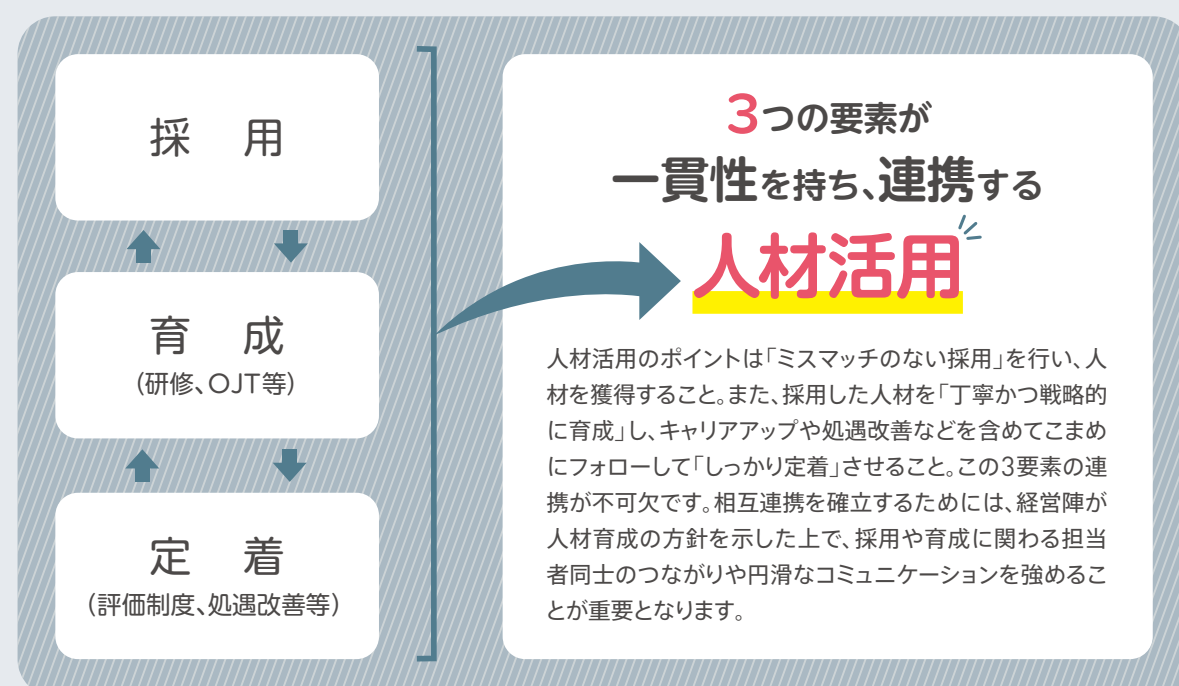 採 用
育 成
(研修、OJT等)
定 着
(評価制度、処遇改善等)
3つの要素が
一貫性を持ち、連携する
人材活用
人材活用のポイントは「ミスマッチのない採用」を行い、人
材を獲得すること。また、採用した人材を「丁寧かつ戦略的
に育成」し、キャリアアップや処遇改善などを含めてこまめ
にフォローして「しっかり定着」させること。この3要素の連
携が不可欠です。相互連携を確立するためには、経営陣が
人材育成の方針を示した上で、採用や育成に関わる担当
者同士のつながりや円滑なコミュニケーションを強めるこ
とが重要となります。